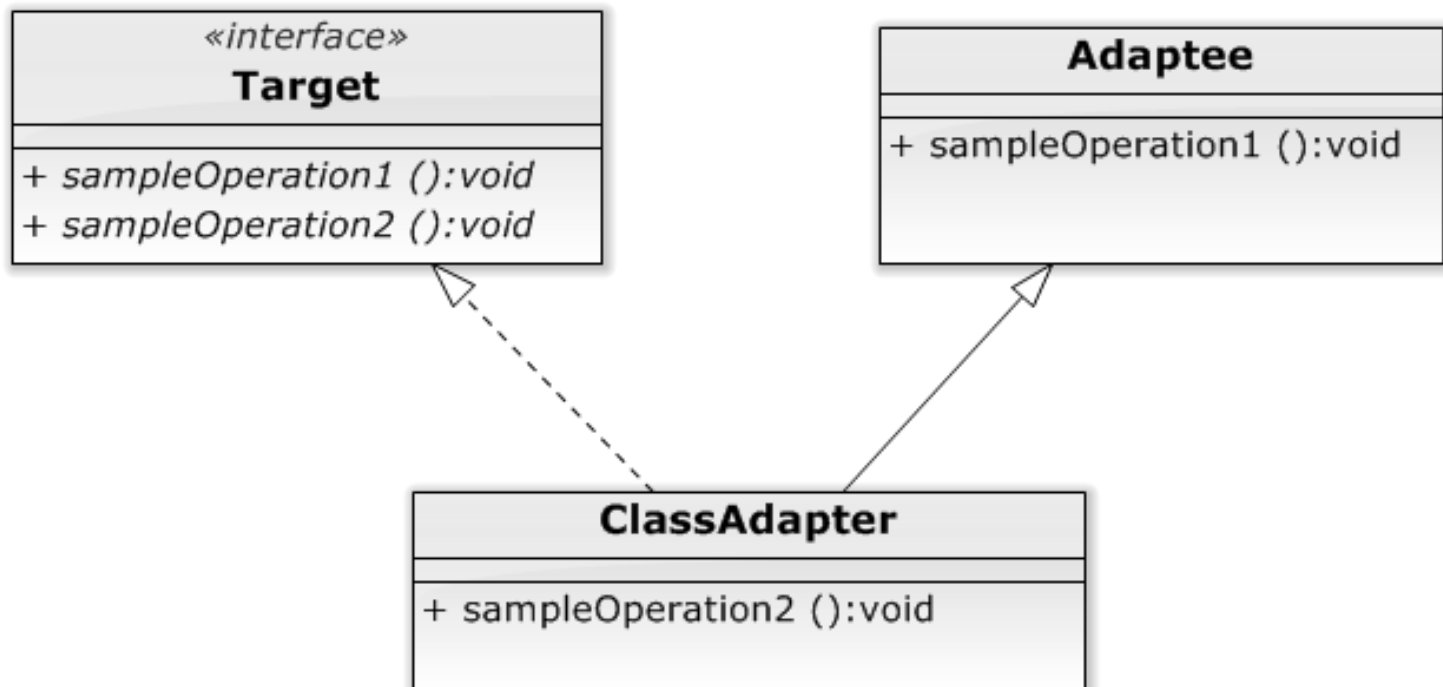 «interface»
Target
+ sampleOperation1 ():void
+ sampleOperation2 ():void
Adaptee
+ sampleOperation1 ():void
ClassAdapter
+ sampleOperation2 ():void